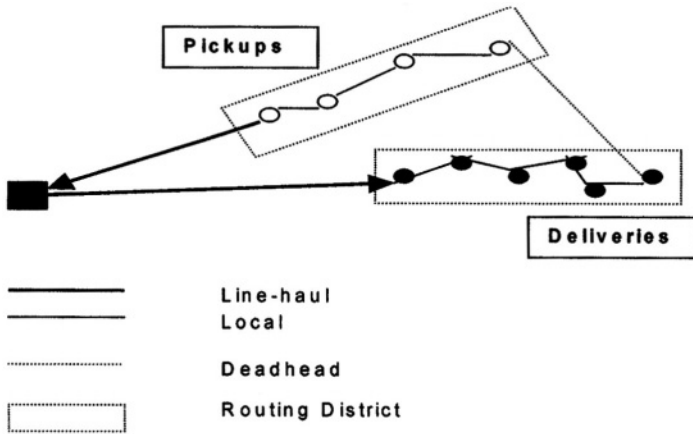 Pickups
Deliveries
Line-haul
Local
Deadhead
Routing District